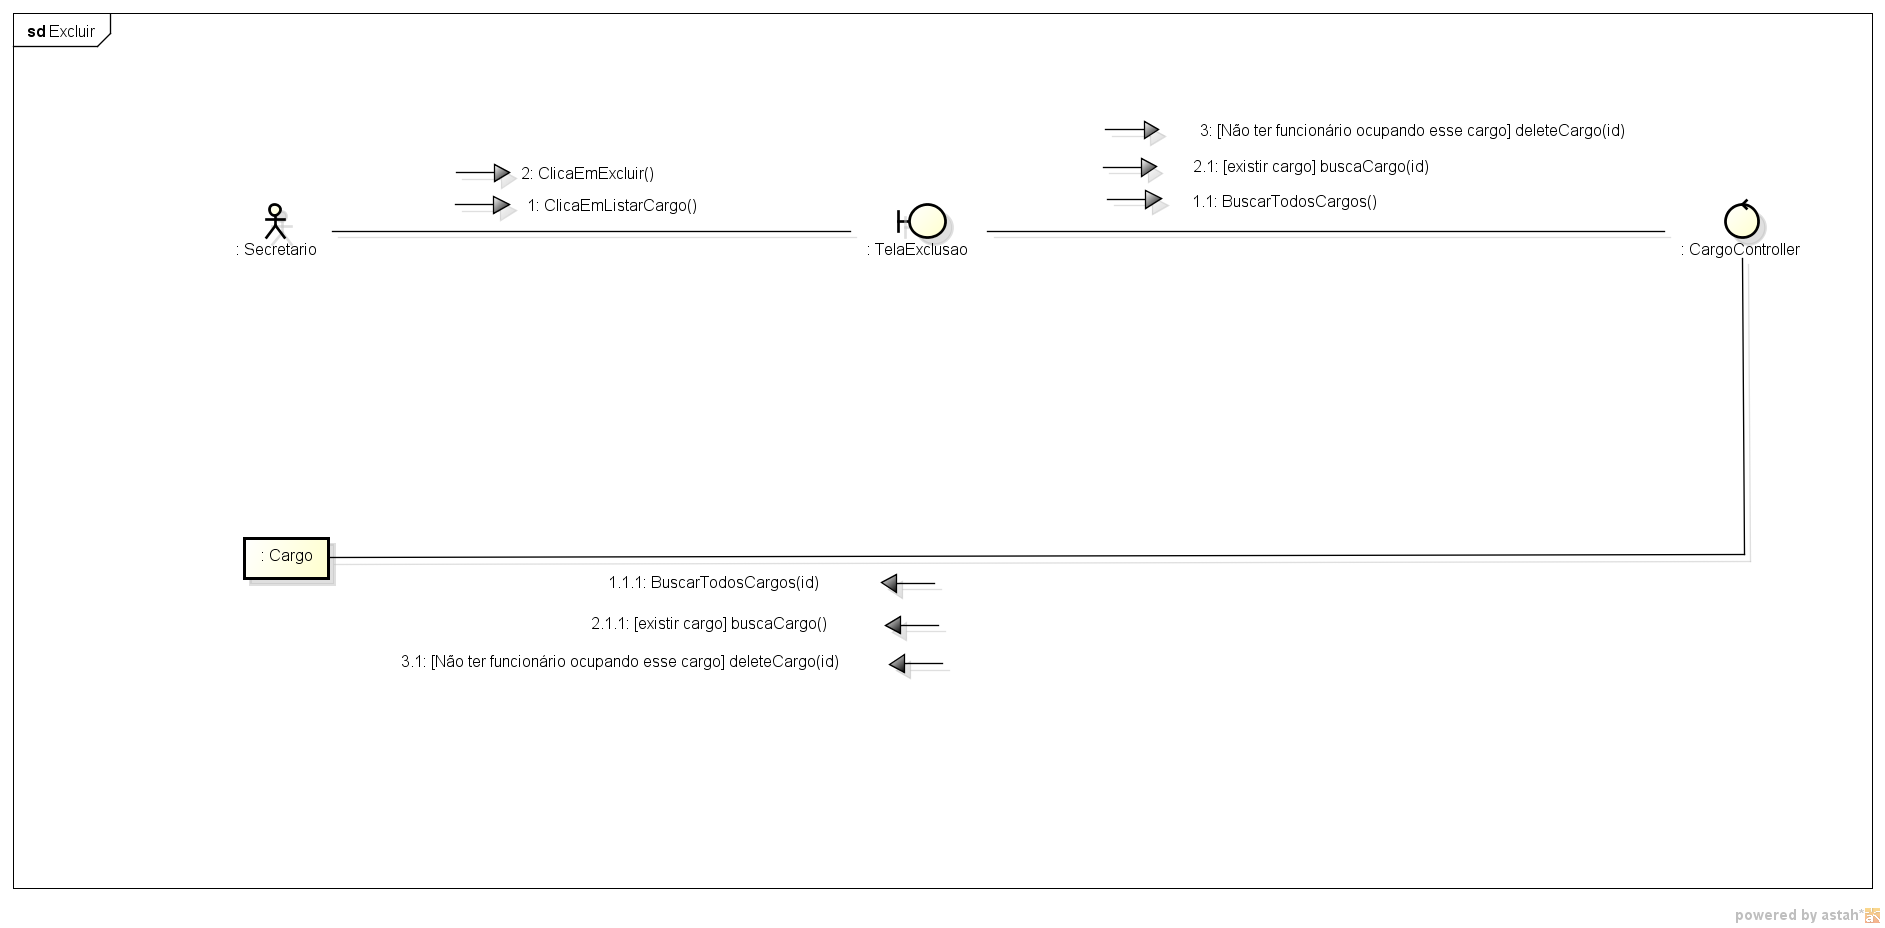 sd Excluir
3: [Não ter funcionário ocupando esse cargo] deleteCargo(id)
2: ClicaEmExcluir()
2.1: [existir cargo] buscaCargo(id)
1: ClicaEmListarCargo()
1.1: BuscarTodosCargos()
: Secretario
: TelaExclusao
: CargoController
: Cargo
1.1.1: BuscarTodosCargos(id)
2.1.1: [existir cargo] buscaCargo()
3.1: [Não ter funcionário ocupando esse cargo] deleteCargo(id)
powered by astah*